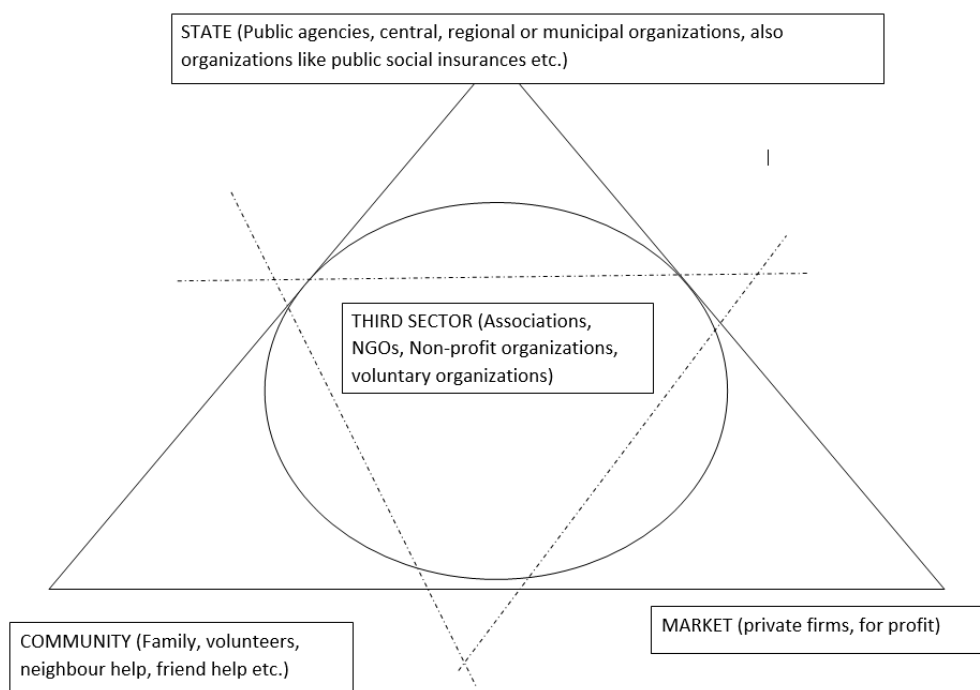 STATE (Public agencies, central, regional or municipal organizations, also
organizations like public social insurances etc.)
THIRD SECTOR (Associations,
NGOs, Non-profit organizations,
voluntary organizations)
COMMUNITY (Family, volunteers,
neighbour help, friend help etc.)
MARKET (private firms, for profit)